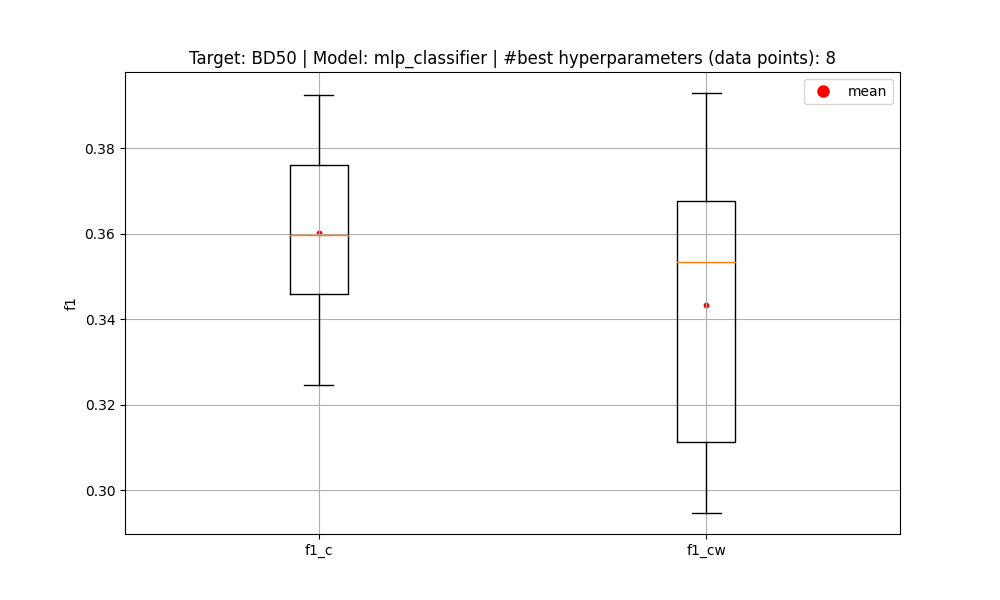 Target: BD50 | Model: mlp_classifier | #best hyperparameters (data points): 8
mean
0.38
0.36
0.34
0.32
0.30
f1
f1_c
f1_cw